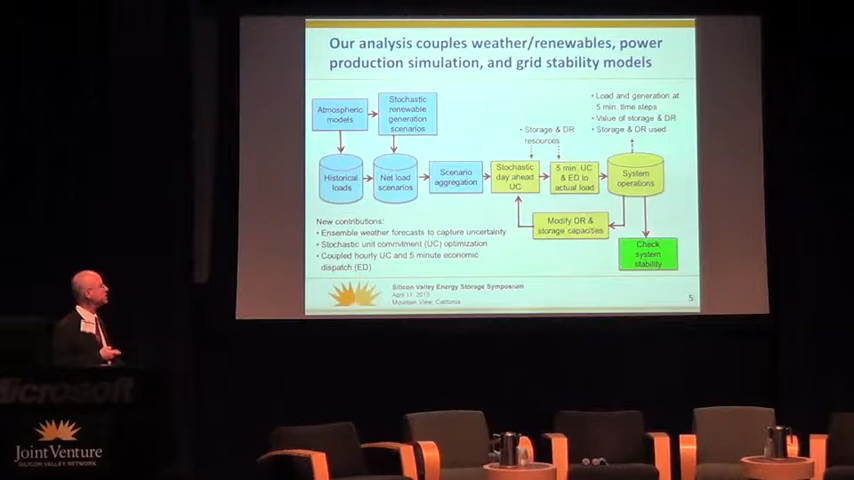 Our analysis couples weather/renewables, power
production simulation, and grid stability models
Atmospheric
models
Stochastic
renewable
generation
scenarios
• Storage & DR
resources
• Load and generation at
5 min. time steps
• Value of storage & DR
• Storage & DR used
Historical
loads
Net load
scenarios
Scenario
aggregation
Stochastic
day ahead
UC
5 min. UC
& ED to
actual load
System
operations
Modify DR &
storage capacities
Check
system
stability
New contributions:
• Ensemble weather forecasts to capture uncertainty
• Stochastic unit commitment (UC) optimization
• Coupled hourly UC and 5 minute economic
dispatch (ED)
Silicon Valley Energy Storage Symposium
Mountain View, California
5
Microsoft
Joint Venture
SILICON VALLEY NETWORK